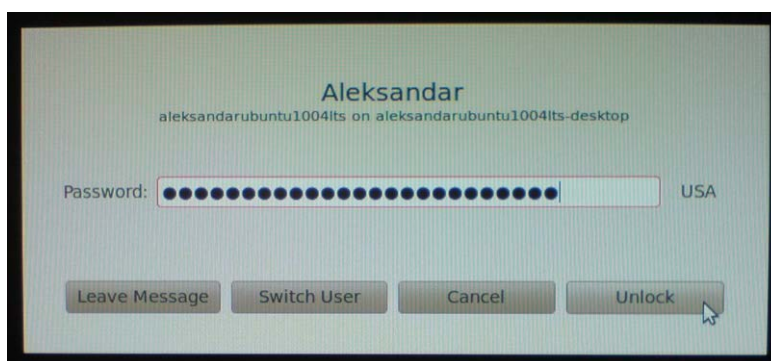 Aleksandar
aleksandarubuntu1004lts on aleksandarubuntu1004lts-desktop
Password: ●●●●●●●●●●●●●●●●●●●●●●●●● USA
Leave Message Switch User Cancel Unlock